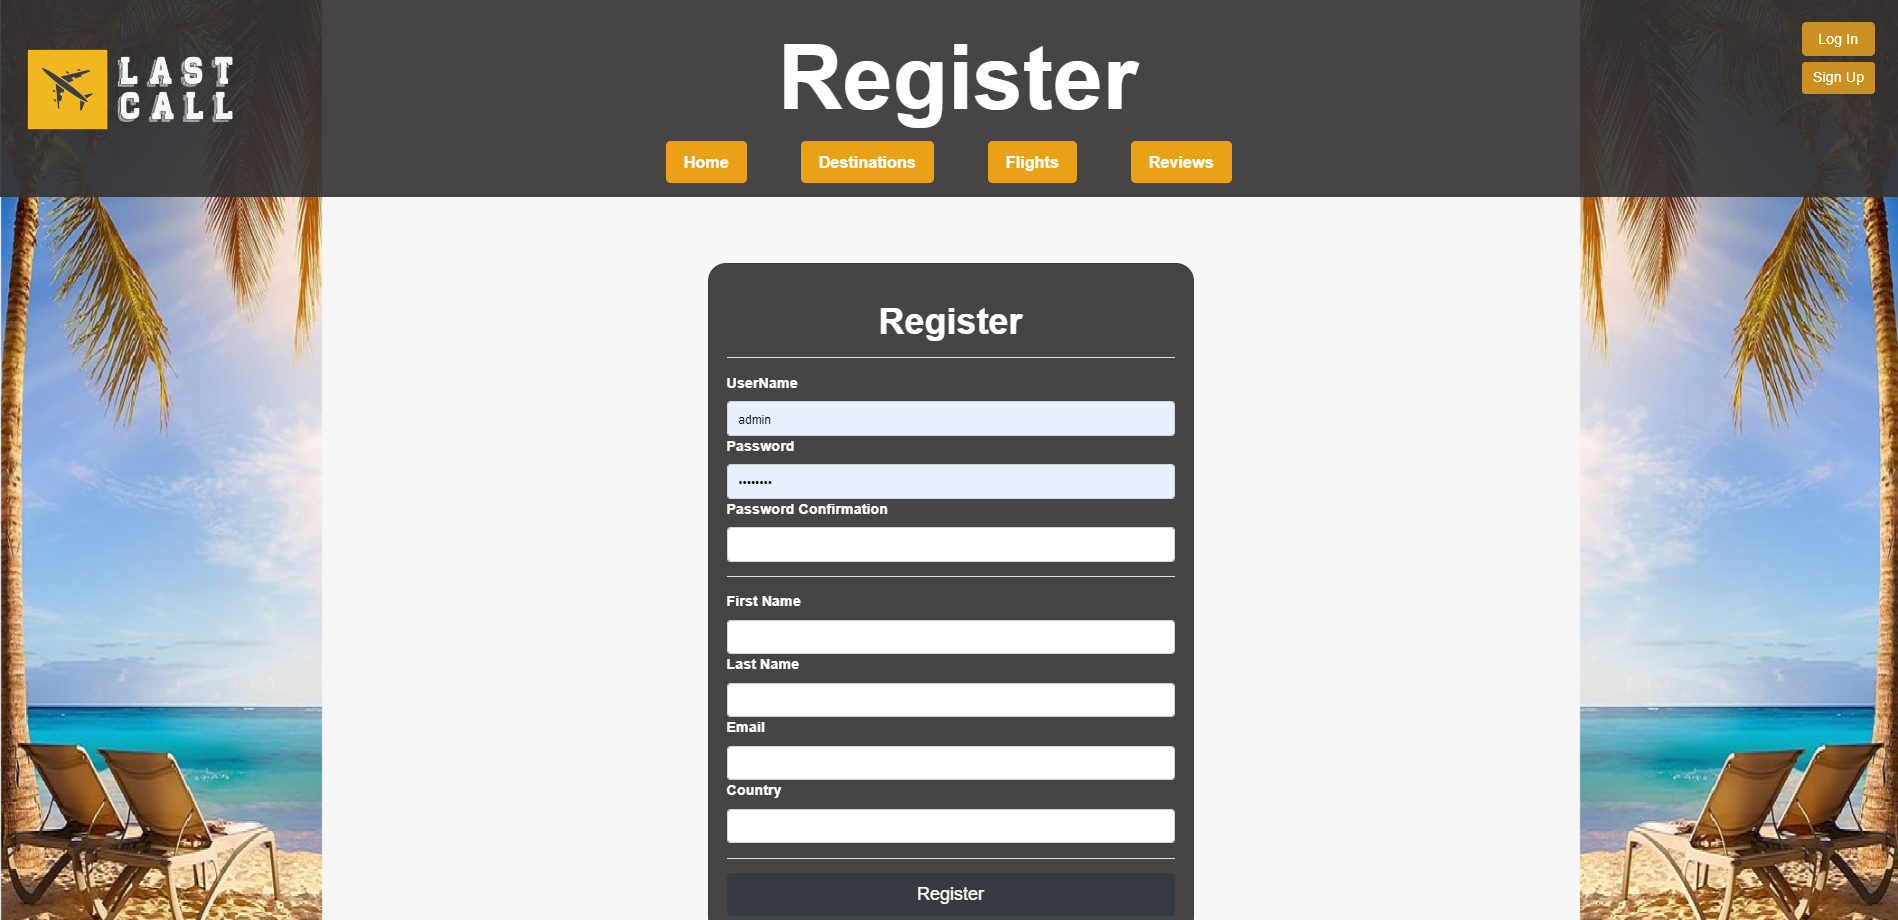 LAST
CALL
Register
Log In
Sign Up
Home
Destinations
Flights
Reviews
Register
UserName
admin
Password
••••••••
Password Confirmation
First Name
Last Name
Email
Country
Register